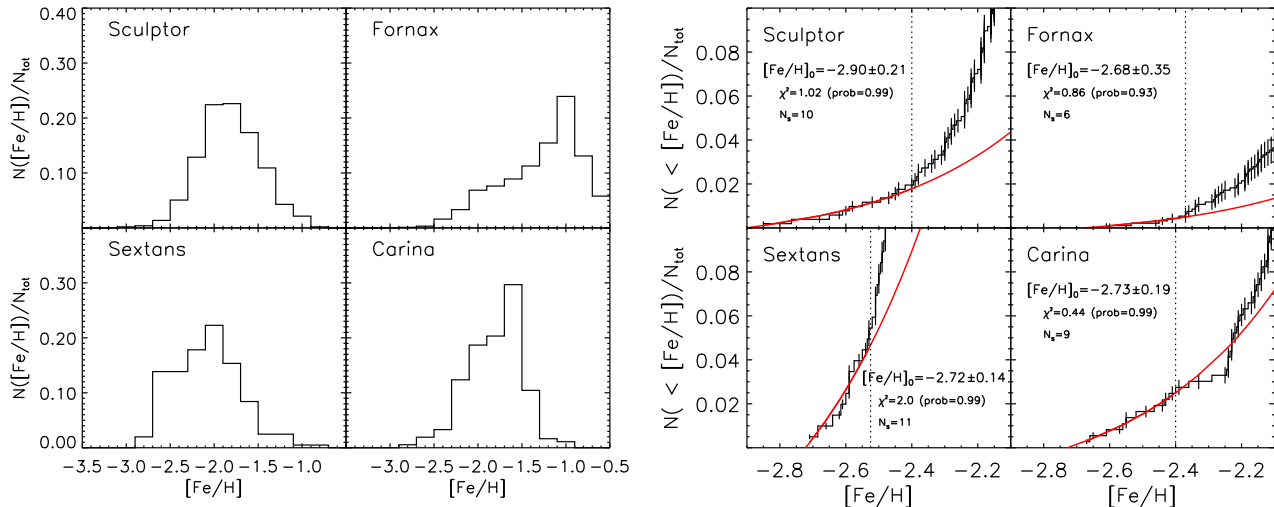 Sculptor
Fornax
Sextans
Carina
N([Fe/H])/N_tot
0.40
0.30
0.20
0.10
N([Fe/H])/N_tot
0.30
0.20
0.10
0.00
−3.5 −3.0 −2.5 −2.0 −1.5 −1.0
−3.0 −2.5 −2.0 −1.5 −1.0 −0.5
[Fe/H]
[Fe/H]
Sculptor
[Fe/H]₀=−2.90±0.21
χ²=1.02 (prob=0.99)
Nₛ=10
Fornax
[Fe/H]₀=−2.68±0.35
χ²=0.86 (prob=0.93)
Nₛ=6
Sextans
[Fe/H]₀=−2.72±0.14
χ²=2.0 (prob=0.99)
Nₛ=11
Carina
[Fe/H]₀=−2.73±0.19
χ²=0.44 (prob=0.99)
Nₛ=9
N( < [Fe/H])/N_tot
0.08
0.06
0.04
0.02
N( < [Fe/H])/N_tot
0.08
0.06
0.04
0.02
−2.8 −2.6 −2.4 −2.2
−2.8 −2.6 −2.4 −2.2
[Fe/H]
[Fe/H]